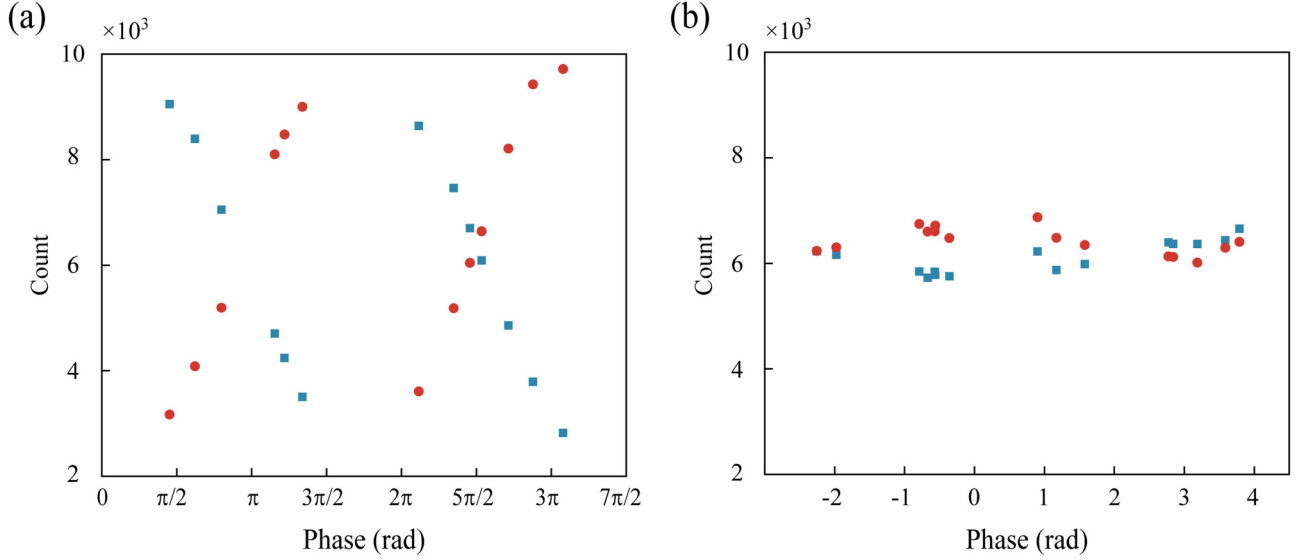 (a)
×10³
10
8
6
4
2
Count
0 π/2 π 3π/2 2π 5π/2 3π 7π/2
Phase (rad)
(b)
×10³
10
8
6
4
2
Count
-2 -1 0 1 2 3 4
Phase (rad)